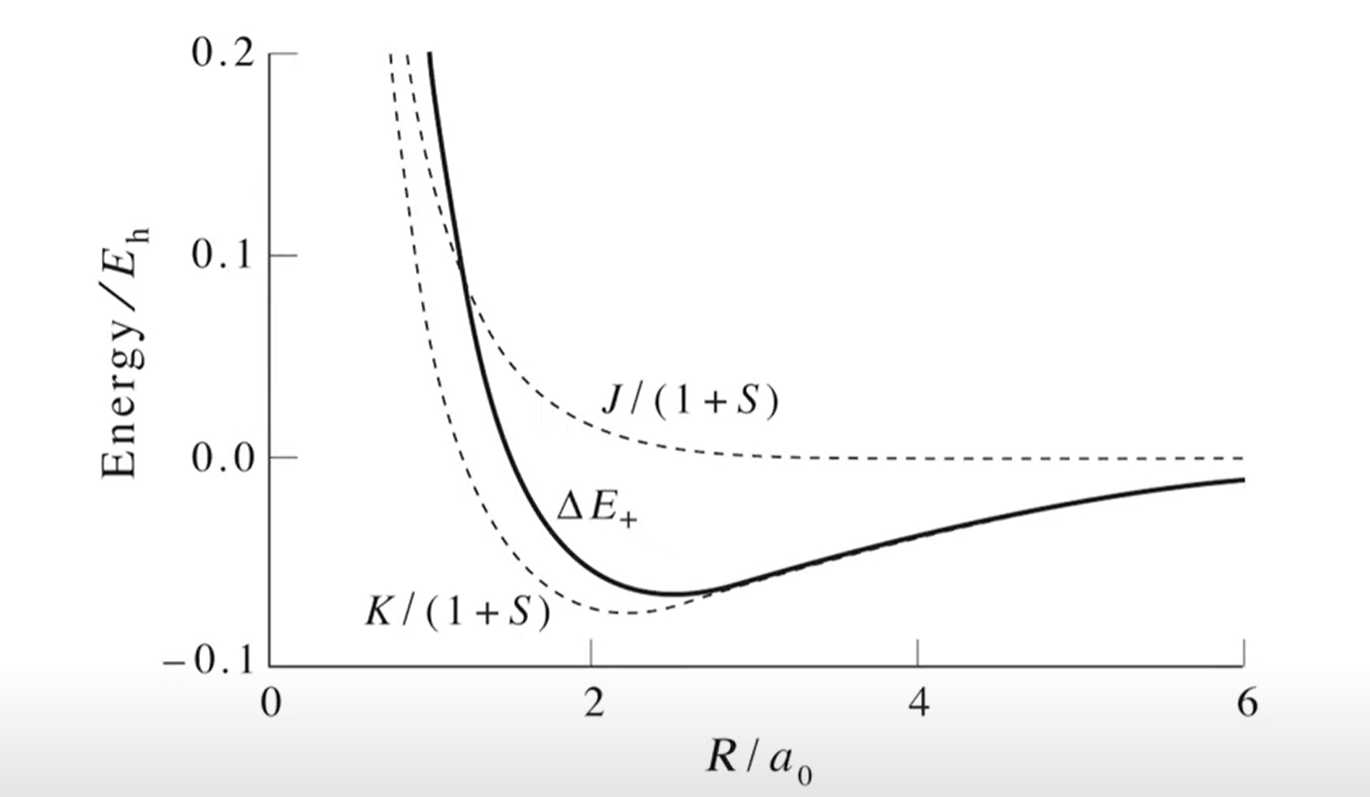 0.2
0.1
0.0
−0.1
Energy/E_h
J/(1+S)
ΔE_+
K/(1+S)
0 2 4 6
R/a_0